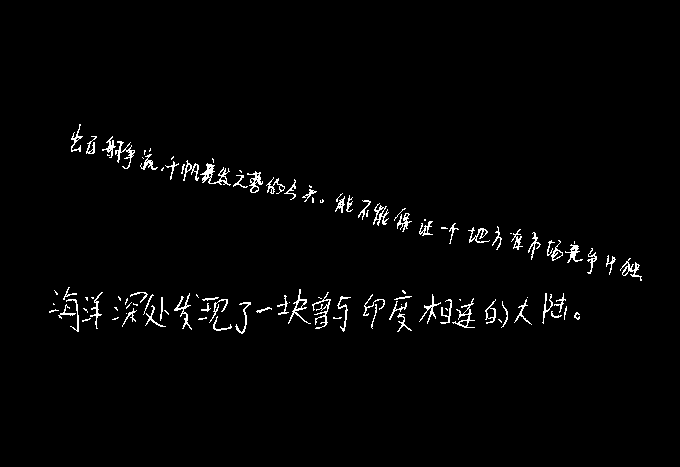 出百舸争流、千帆竞发之势的今天。能不能保证一个地方在市场竞争中独
海洋深处发现了一块曾与印度相连的大陆。